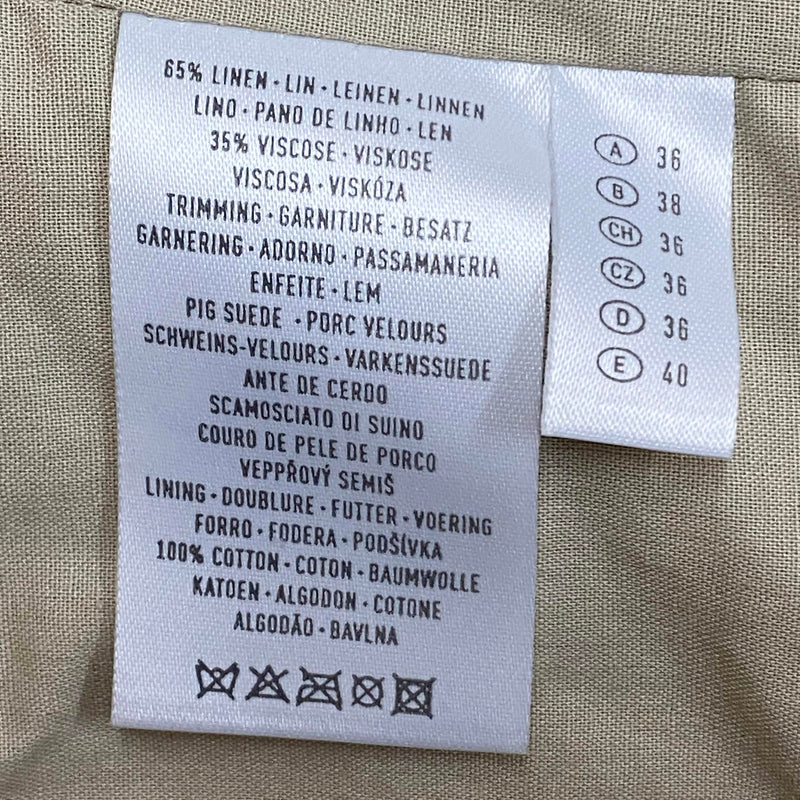 65% LINEN · LIN · LEINEN · LINNEN
LINO · PANO DE LINHO · LEN
35% VISCOSE · VISKOSE
VISCOSA · VISKÓZA
TRIMMING · GARNITURE · BESATZ
GARNERING · ADORNO · PASSAMANERIA
ENFEITE · LEM
PIG SUEDE · PORC VELOURS
SCHWEINS-VELOURS · VARKENSSUEDE
ANTE DE CERDO
SCAMOSCIATO DI SUINO
COURO DE PELE DE PORCO
VEPPŘOVÝ SEMIŠ
LINING · DOUBLURE · FUTTER · VOERING
FORRO · FODERA · PODŠÍVKA
100% COTTON · COTON · BAUMWOLLE
KATOEN · ALGODON · COTONE
ALGODÃO · BAVLNA
A 36
B 38
CH 36
CZ 36
D 36
E 40